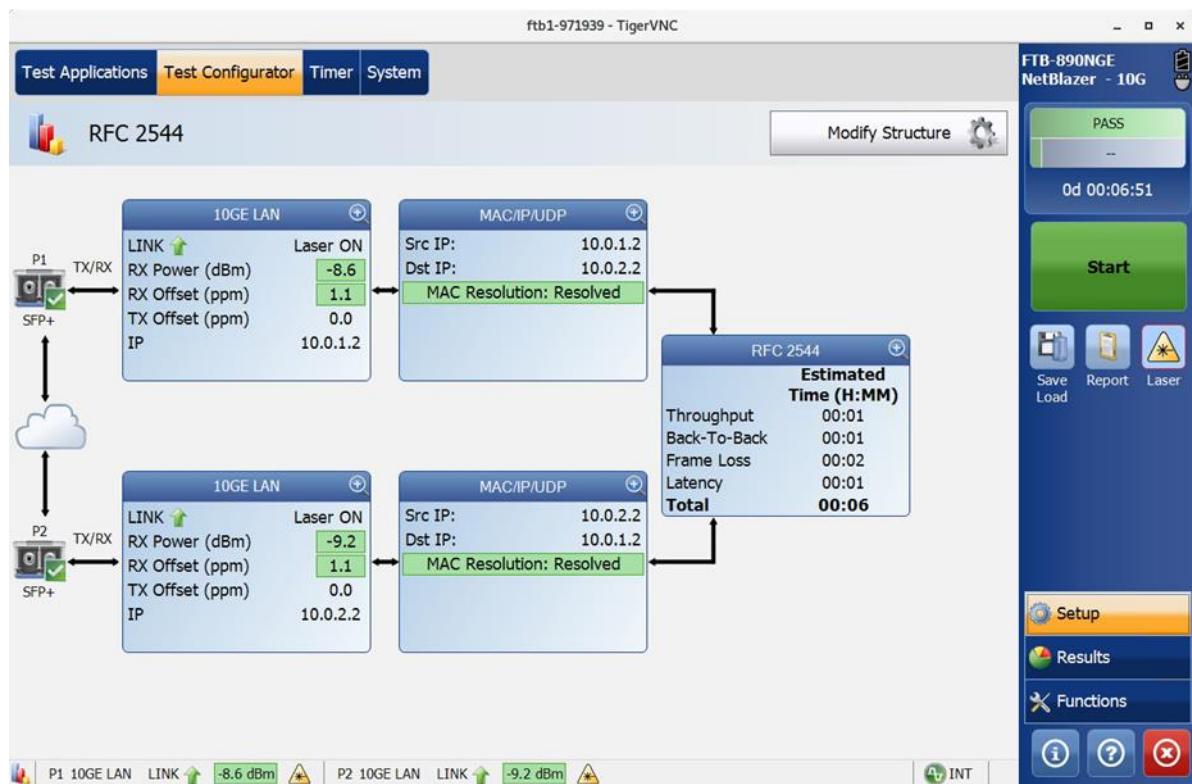 ftb1-971939 - TigerVNC
Test Applications Test Configurator Timer System
FTB-890NGE
NetBlazer - 10G
RFC 2544
Modify Structure
PASS
--
0d 00:06:51
Start
Save
Load
Report
Laser
P1
TX/RX
SFP+
10GE LAN
LINK Laser ON
RX Power (dBm) -8.6
RX Offset (ppm) 1.1
TX Offset (ppm) 0.0
IP 10.0.1.2
MAC/IP/UDP
Src IP: 10.0.1.2
Dst IP: 10.0.2.2
MAC Resolution: Resolved
RFC 2544
Estimated
Time (H:MM)
Throughput 00:01
Back-To-Back 00:01
Frame Loss 00:02
Latency 00:01
Total 00:06
P2
TX/RX
SFP+
10GE LAN
LINK Laser ON
RX Power (dBm) -9.2
RX Offset (ppm) 1.1
TX Offset (ppm) 0.0
IP 10.0.2.2
MAC/IP/UDP
Src IP: 10.0.2.2
Dst IP: 10.0.1.2
MAC Resolution: Resolved
Setup
Results
Functions
P1 10GE LAN LINK -8.6 dBm P2 10GE LAN LINK -9.2 dBm INT